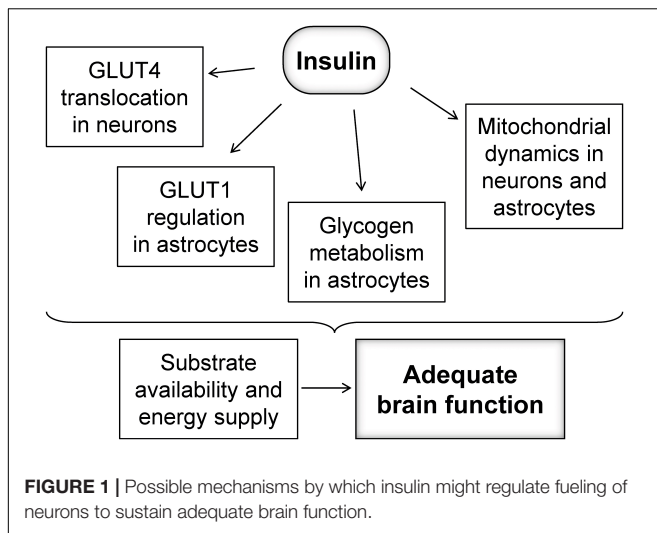 Insulin
GLUT4
translocation
in neurons
GLUT1
regulation
in astrocytes
Glycogen
metabolism
in astrocytes
Mitochondrial
dynamics in
neurons and
astrocytes
Substrate
availability and
energy supply
Adequate
brain function
FIGURE 1 | Possible mechanisms by which insulin might regulate fueling of
neurons to sustain adequate brain function.